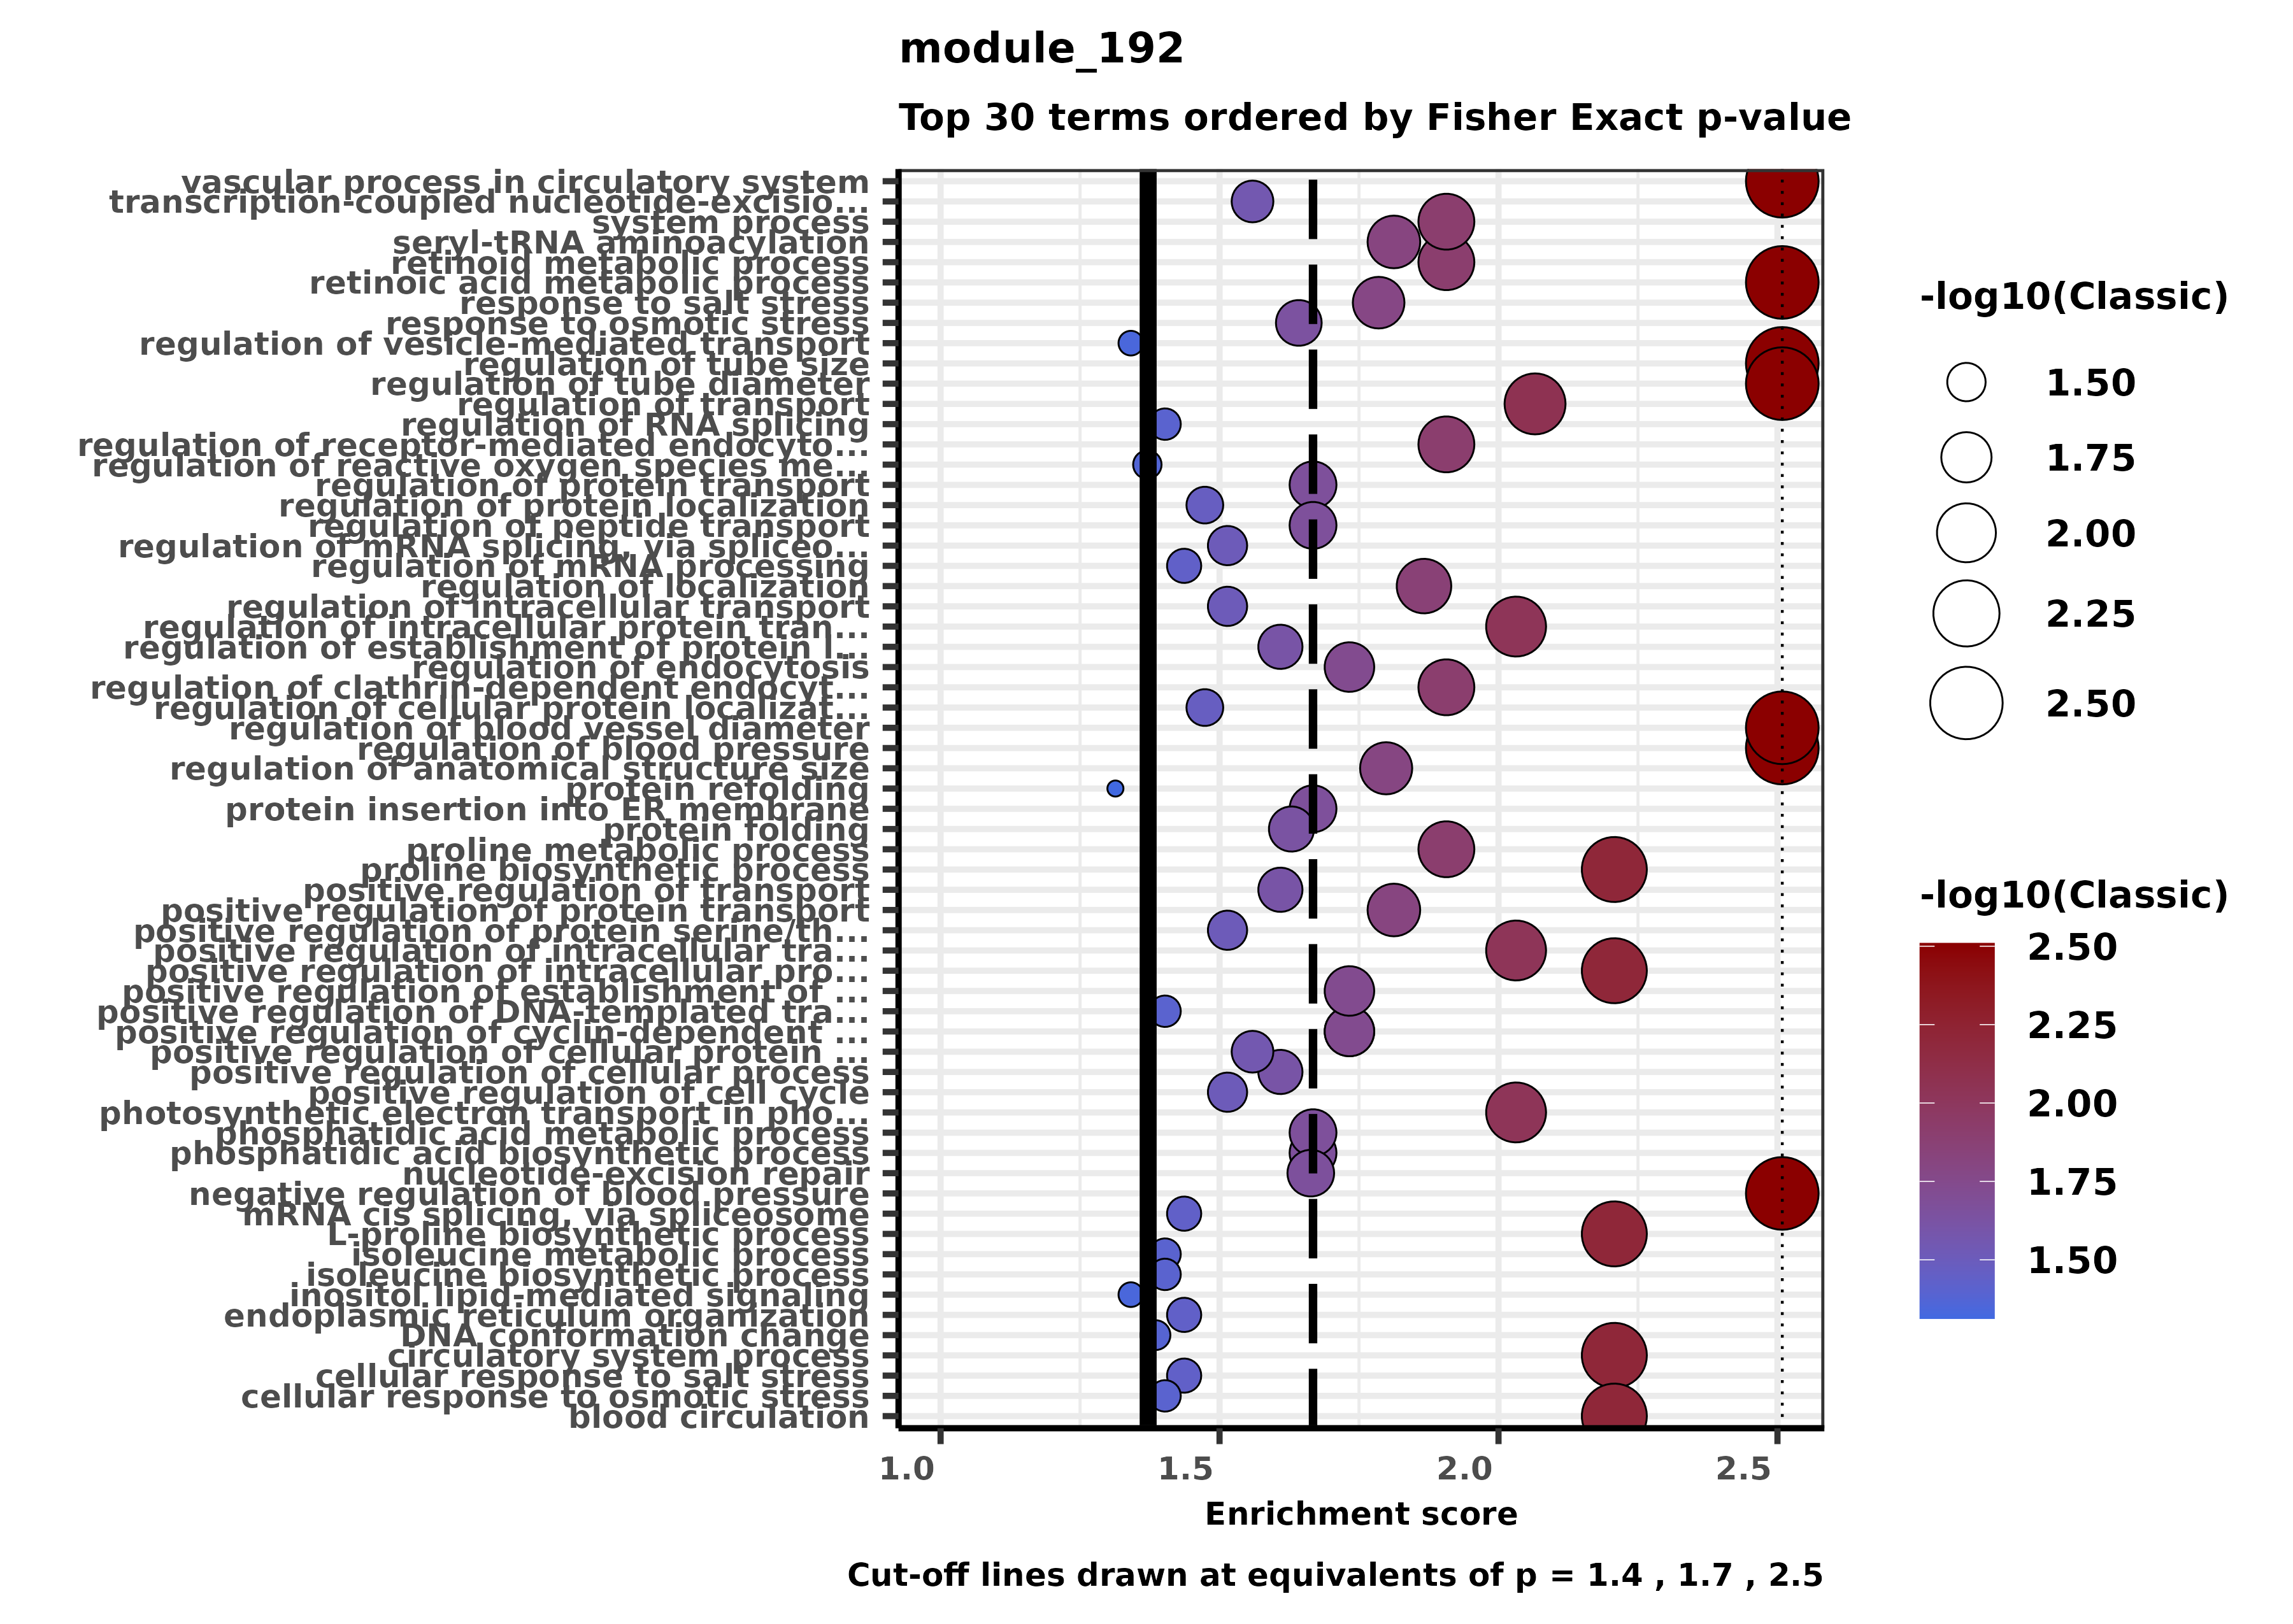 module_192
Top 30 terms ordered by Fisher Exact p-value
vascular process in circulatory system
transcription-coupled nucleotide-excisio...
system process
seryl-tRNA aminoacylation
retinoid metabolic process
retinoic acid metabolic process
response to salt stress
response to osmotic stress
regulation of vesicle-mediated transport
regulation of tube size
regulation of tube diameter
regulation of transport
regulation of RNA splicing
regulation of receptor-mediated endocyto...
regulation of reactive oxygen species me...
regulation of protein transport
regulation of protein localization
regulation of peptide transport
regulation of mRNA splicing, via spliceo...
regulation of mRNA processing
regulation of localization
regulation of intracellular transport
regulation of intracellular protein tran...
regulation of establishment of protein l...
regulation of endocytosis
regulation of clathrin-dependent endocyt...
regulation of cellular protein localizat...
regulation of blood vessel diameter
regulation of blood pressure
regulation of anatomical structure size
protein refolding
protein insertion into ER membrane
protein folding
proline metabolic process
proline biosynthetic process
positive regulation of transport
positive regulation of protein transport
positive regulation of protein serine/th...
positive regulation of intracellular tra...
positive regulation of intracellular pro...
positive regulation of establishment of ...
positive regulation of DNA-templated tra...
positive regulation of cyclin-dependent ...
positive regulation of cellular protein ...
positive regulation of cellular process
positive regulation of cell cycle
photosynthetic electron transport in pho...
phosphatidic acid metabolic process
phosphatidic acid biosynthetic process
nucleotide-excision repair
negative regulation of blood pressure
mRNA cis splicing, via spliceosome
L-proline biosynthetic process
isoleucine metabolic process
isoleucine biosynthetic process
inositol lipid-mediated signaling
endoplasmic reticulum organization
DNA conformation change
circulatory system process
cellular response to salt stress
cellular response to osmotic stress
blood circulation
1.0 1.5 2.0 2.5
Enrichment score
Cut-off lines drawn at equivalents of p = 1.4 , 1.7 , 2.5
-log10(Classic)
1.50
1.75
2.00
2.25
2.50
-log10(Classic)
2.50
2.25
2.00
1.75
1.50